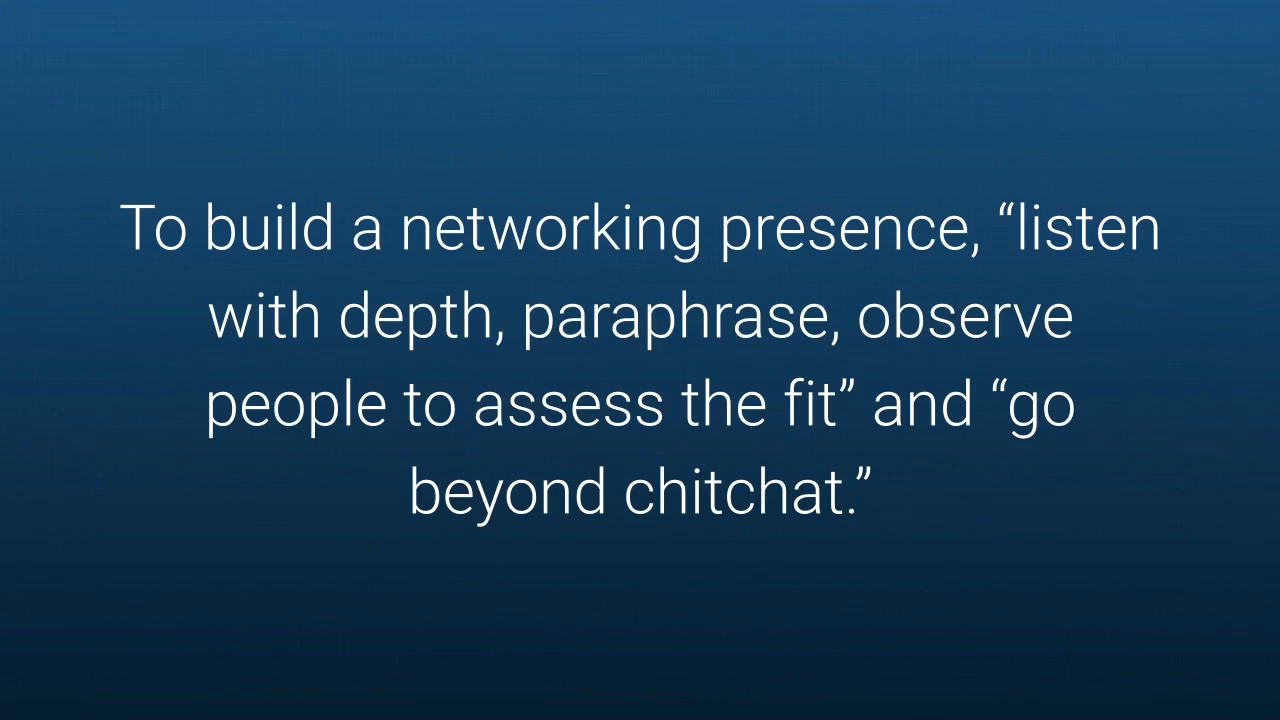 To build a networking presence, “listen
with depth, paraphrase, observe
people to assess the fit” and “go
beyond chitchat.”